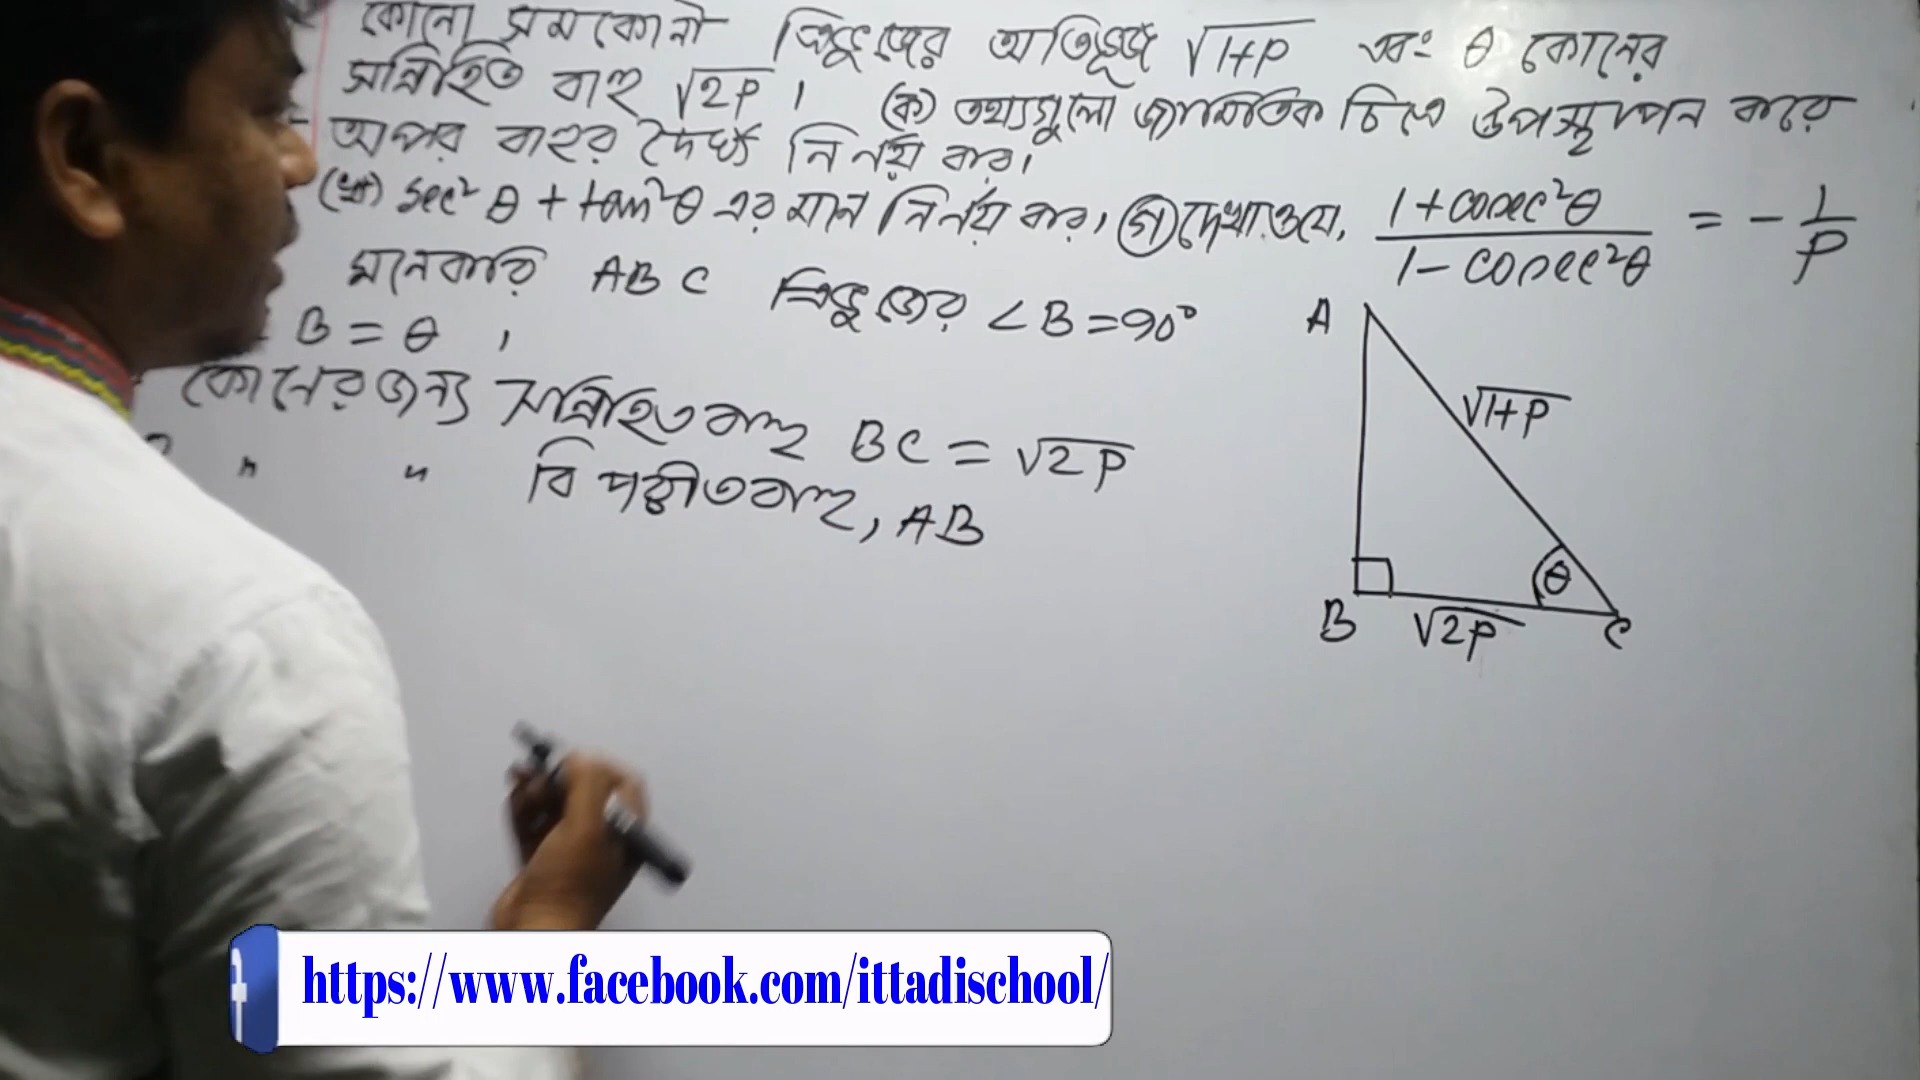 কোনো সমকোনী ত্রিভুজের অতিভূজ √1+P এবং θ কোনের
সন্নিহিত বাহু √2P । (ক) তথ্যগুলো জ্যামিতিক চিত্রে উপস্থাপন করে
অপর বাহুর দৈর্ঘ্য নির্নয় কর।
(খ) sec²θ + tan²θ এর মান নির্নয় কর। (গ) দেখাও যে, 1+cosec²θ / 1-cosec²θ = - 1/P
মনেকরি ABC ত্রিভুজের ∠B=90°
B = θ ,
কোনের জন্য সন্নিহিত বাহু BC = √2P
" " বিপরীত বাহু, AB
A
√1+P
θ
B √2P C
https://www.facebook.com/ittadischool/